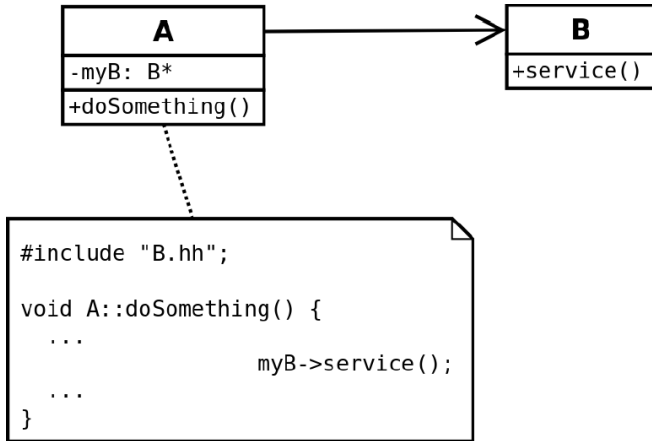 A
-myB: B*
+doSomething()
B
+service()
#include "B.hh";
void A::doSomething() {
...
myB->service();
...
}